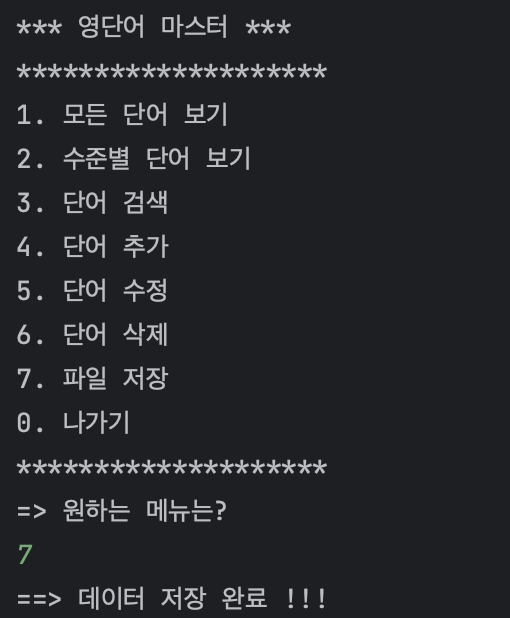 *** 영단어 마스터 ***
********************
1. 모든 단어 보기
2. 수준별 단어 보기
3. 단어 검색
4. 단어 추가
5. 단어 수정
6. 단어 삭제
7. 파일 저장
0. 나가기
********************
=> 원하는 메뉴는?
7
==> 데이터 저장 완료 !!!